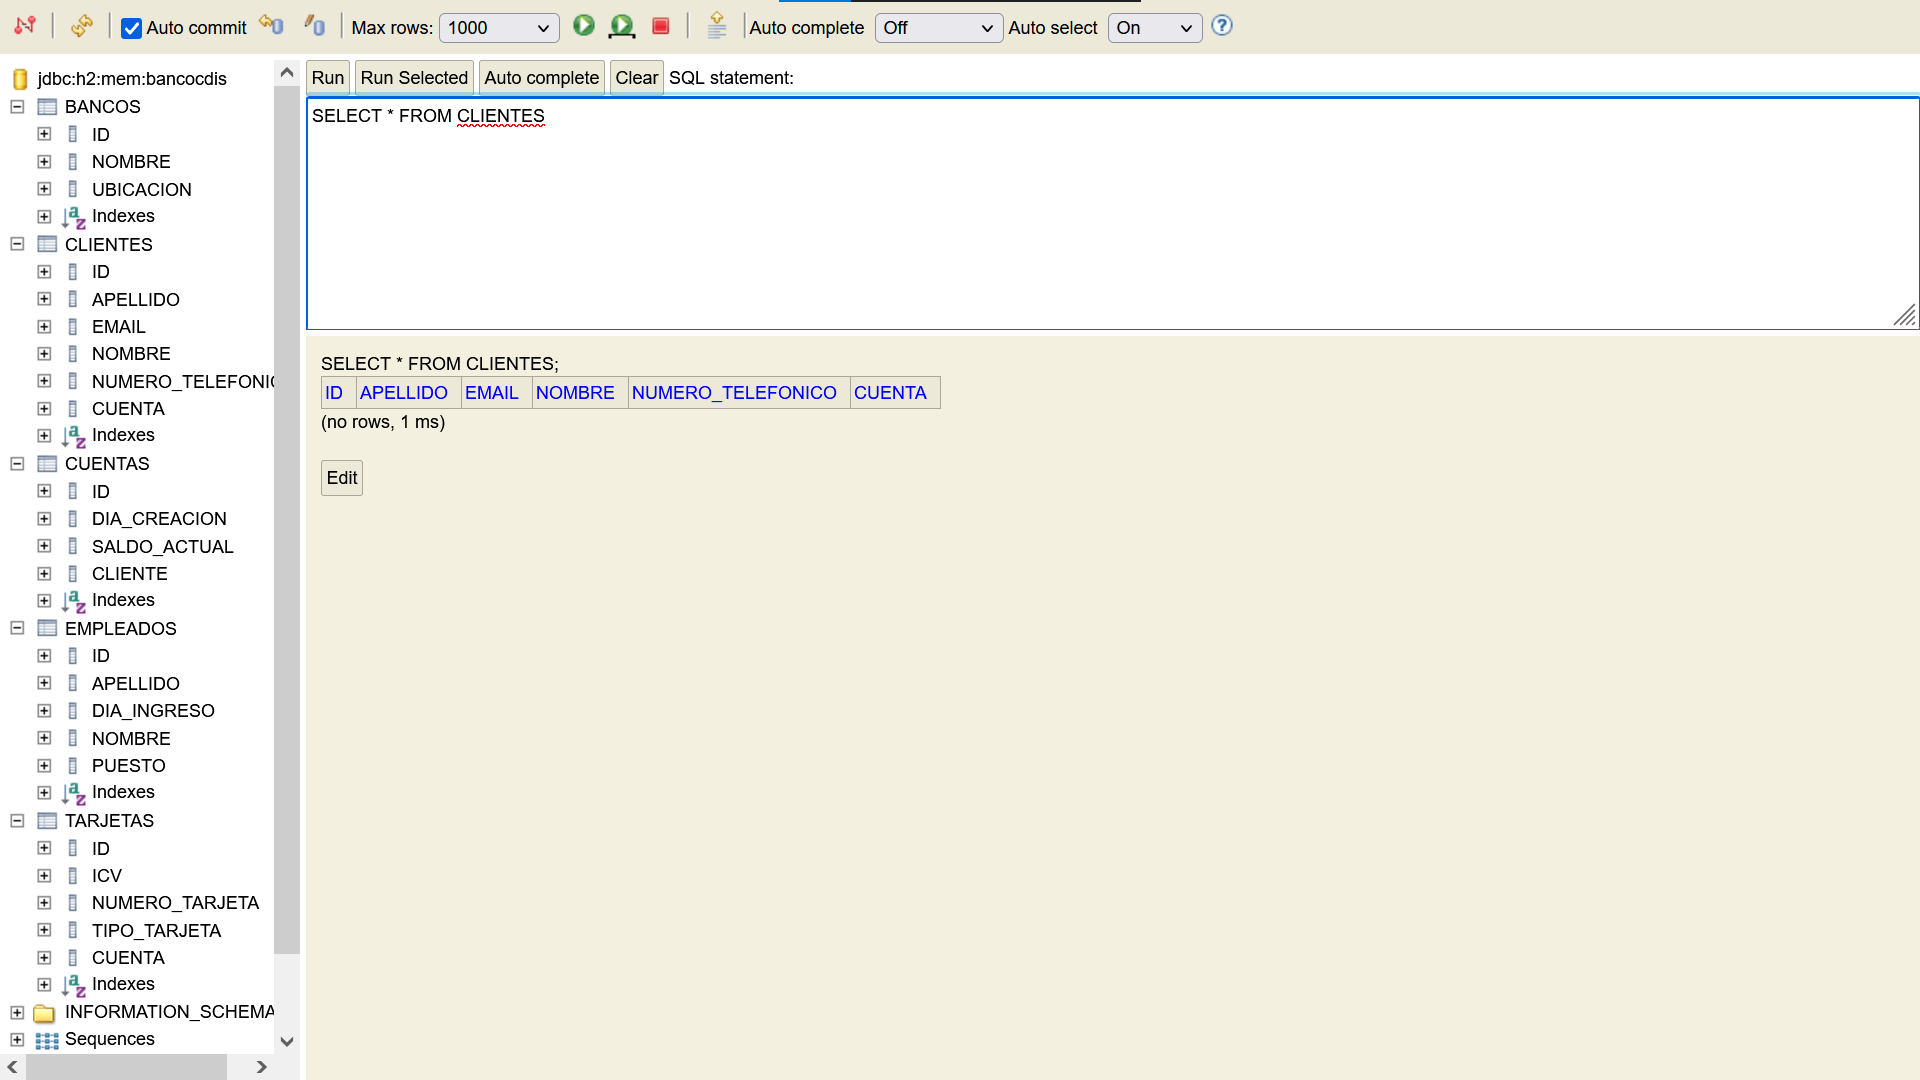 Auto commit Max rows: 1000 Auto complete Off Auto select On
jdbc:h2:mem:bancocdis
BANCOS
ID
NOMBRE
UBICACION
Indexes
CLIENTES
ID
APELLIDO
EMAIL
NOMBRE
NUMERO_TELEFONIC
CUENTA
Indexes
CUENTAS
ID
DIA_CREACION
SALDO_ACTUAL
CLIENTE
Indexes
EMPLEADOS
ID
APELLIDO
DIA_INGRESO
NOMBRE
PUESTO
Indexes
TARJETAS
ID
ICV
NUMERO_TARJETA
TIPO_TARJETA
CUENTA
Indexes
INFORMATION_SCHEMA
Sequences
Run Run Selected Auto complete Clear SQL statement:
SELECT * FROM CLIENTES
SELECT * FROM CLIENTES;
ID APELLIDO EMAIL NOMBRE NUMERO_TELEFONICO CUENTA
(no rows, 1 ms)
Edit